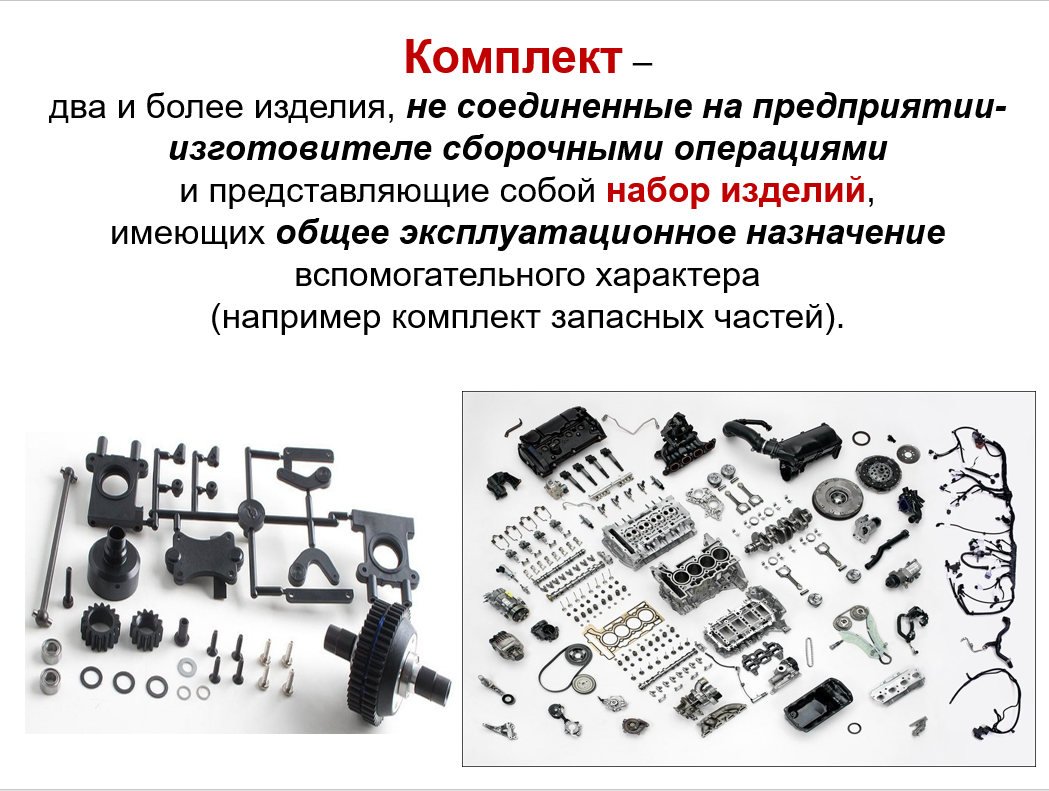 Комплект –
два и более изделия, не соединенные на предприятии-
изготовителе сборочными операциями
и представляющие собой набор изделий,
имеющих общее эксплуатационное назначение
вспомогательного характера
(например комплект запасных частей).